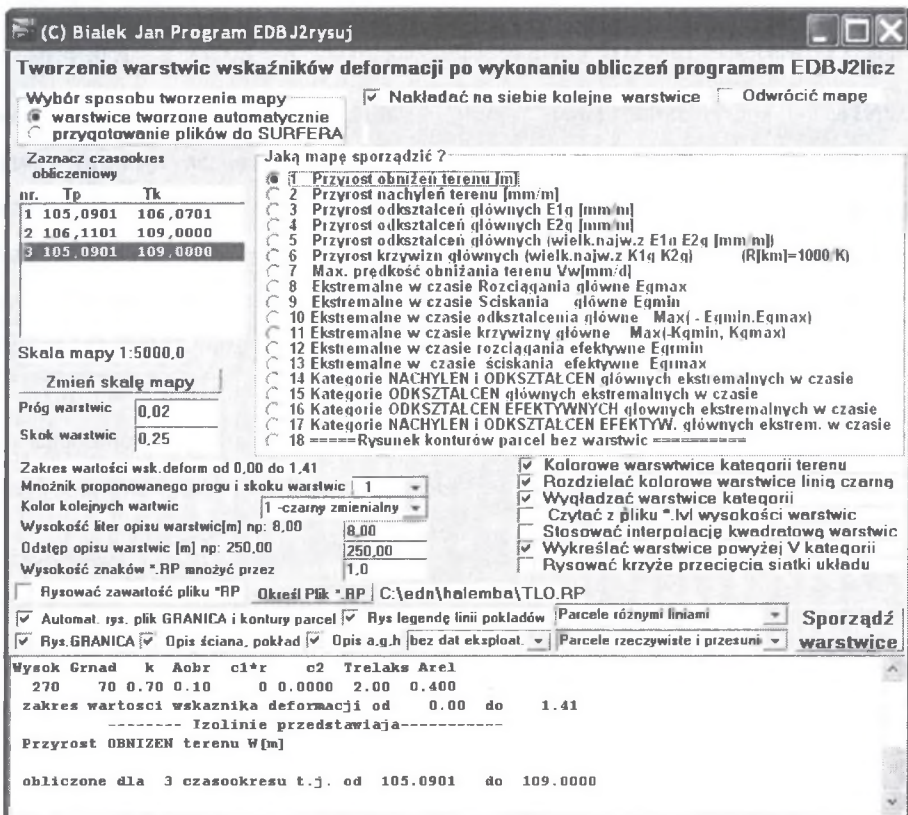 (C) Bialek Jan Program EDBJ2rysuj
Tworzenie warstwic wskaźników deformacji po wykonaniu obliczeń programem EDBJ2licz
Wybór sposobu tworzenia mapy
warstwice tworzone automatycznie
przygotowanie plików do SURFERA
Nakładać na siebie kolejne warstwice
Odwrócić mapę
Zaznacz czasookres
obliczeniowy
nr. Tp Tk
1 105,0901 106,0701
2 106,1101 109,0000
3 105,0901 109,0000
Skala mapy 1:5000,0
Zmień skalę mapy
Próg warstwic 0,02
Skok warstwic 0,25
Jaką mapę sporządzić ?
1 Przyrost obniżeń terenu [m]
2 Przyrost nachyleń terenu [mm/m]
3 Przyrost odkształceń głównych E1g [mm/m]
4 Przyrost odkształceń głównych E2g [mm/m]
5 Przyrost odkształceń głównych (wielk.najw.z E1g E2g [mm/m])
6 Przyrost krzywizn głównych (wielk.najw.z K1g K2g) (R[km]=1000/K)
7 Max. prędkość obniżania terenu Vw[mm/d]
8 Ekstremalne w czasie Rozciągania główne Egmax
9 Ekstremalne w czasie Sciskania główne Egmin
10 Ekstremalne w czasie odkształcenia główne Max( - Egmin,Egmax)
11 Ekstremalne w czasie krzywizny główne Max(-Kgmin, Kgmax)
12 Ekstremalne w czasie rozciągania efektywne Egrmin
13 Ekstremalne w czasie ściskania efektywne Egrmax
14 Kategorie NACHYLEN i ODKSZTAŁCEN głównych ekstremalnych w czasie
15 Kategorie ODKSZTAŁCEN głównych ekstremalnych w czasie
16 Kategorie ODKSZTAŁCEN EFEKTYWNYCH głownych ekstremalnych w czasie
17 Kategorie NACHYLEN i ODKSZTAŁCEN EFEKTYW. głównych ekstrem. w czasie
18 =====Rysunek konturów parcel bez warstwic ==========
Zakres wartości wsk.deform od 0,00 do 1,41
Mnożnik proponowanego progu i skoku warstwic 1
Kolor kolejnych wartwic 1 -czarny zmienialny
Wysokość liter opisu warstwic[m] np: 8,00 8,00
Odstęp opisu warstwic [m] np: 250,00 250,00
Wysokość znaków *.RP mnożyć przez 1,0
Kolorowe warswtwice kategorii terenu
Rozdzielać kolorowe warstwice linią czarną
Wygładzać warstwice kategorii
Czytać z pliku *.lvl wysokości warstwic
Stosować interpolację kwadratową warstwic
Wykreślać warstwice powyżej V kategorii
Rysować krzyże przecięcia siatki układu
Rysować zawartość pliku *RP Określ Plik *.RP C:\edn\halemba\TLO.RP
Automat. rys. plik GRANICA i kontury parcel Rys legendę linii pokladów Parcele różnymi liniami
Rys.GRANICA Opis ściana, pokład Opis a,g,h bez dat eksploat. Parcele rzeczywiste i przesuni
Sporządź
warstwice
Wysok Grnad k Aobr c1*r c2 Trelaks Arel
270 70 0.70 0.10 0 0.0000 2.00 0.400
zakres wartosci wskaznika deformacji od 0.00 do 1.41
-------- Izolinie przedstawiaja-----------
Przyrost OBNIZEN terenu W[m]
obliczone dla 3 czasookresu t.j. od 105.0901 do 109.0000